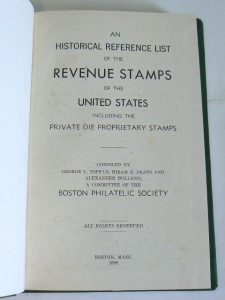 AN
HISTORICAL REFERENCE LIST
OF THE
REVENUE STAMPS
OF THE
UNITED STATES
INCLUDING THE
PRIVATE DIE PROPRIETARY STAMPS
COMPILED BY
GEORGE L. TOPPAN, HIRAM E. DEATS AND
ALEXANDER HOLLAND,
A COMMITTEE OF THE
BOSTON PHILATELIC SOCIETY
ALL RIGHTS RESERVED
BOSTON, MASS.
1899